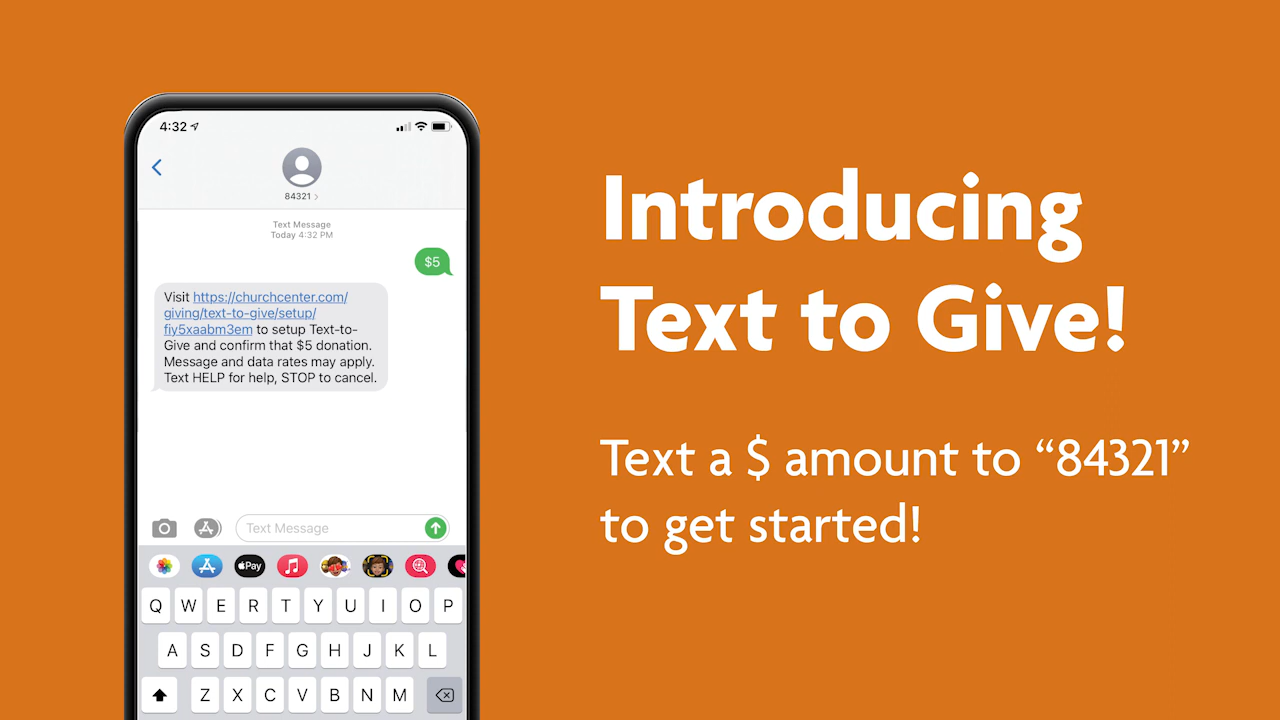 4:32
84321
Text Message
Today 4:32 PM
$5
Visit https://churchcenter.com/
giving/text-to-give/setup/
fiy5xaabm3em to setup Text-to-
Give and confirm that $5 donation.
Message and data rates may apply.
Text HELP for help, STOP to cancel.
Text Message
Pay
Q W E R T Y U I O P
A S D F G H J K L
Z X C V B N M
Introducing
Text to Give!
Text a $ amount to “84321”
to get started!